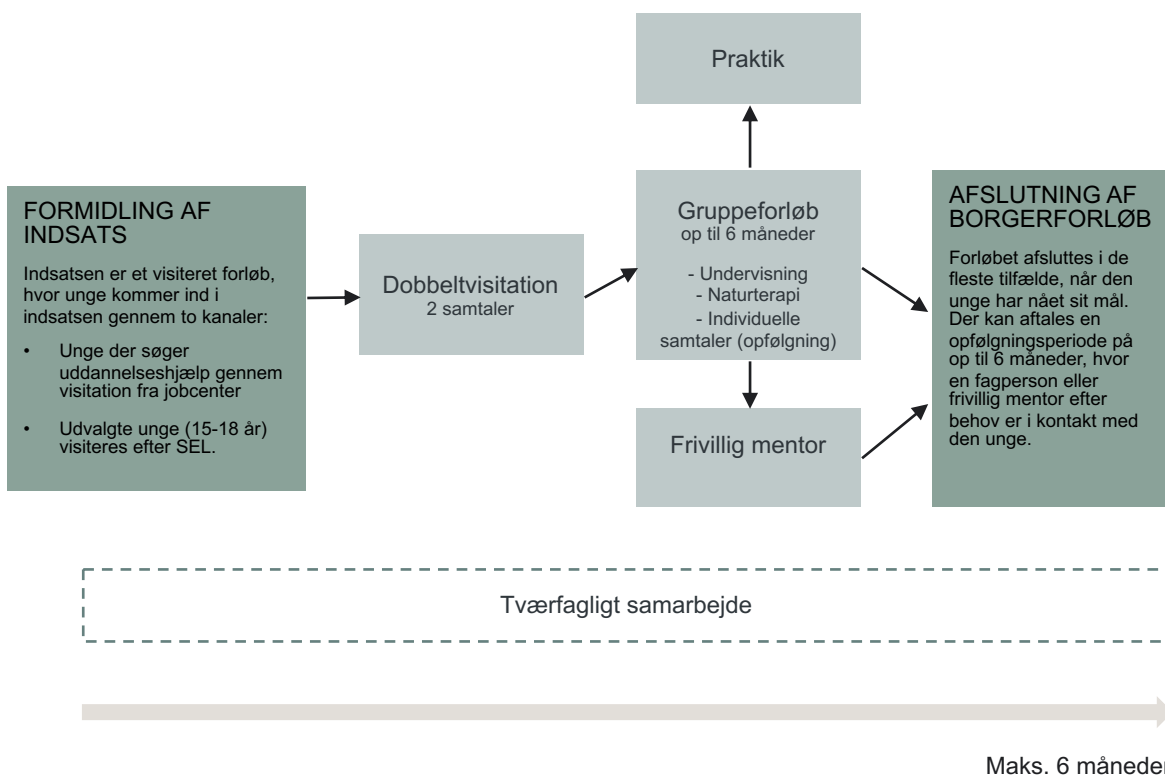 FORMIDLING AF
INDSATS
Indsatsen er et visiteret forløb,
hvor unge kommer ind i
indsatsen gennem to kanaler:
• Unge der søger
uddannelseshjælp gennem
visitation fra jobcenter
• Udvalgte unge (15-18 år)
visiteres efter SEL.
Dobbeltvisitation
2 samtaler
Praktik
Gruppeforløb
op til 6 måneder
- Undervisning
- Naturterapi
- Individuelle
samtaler (opfølgning)
Frivillig mentor
AFSLUTNING AF
BORGERFORLØB
Forløbet afsluttes i de
fleste tilfælde, når den
unge har nået sit mål.
Der kan aftales en
opfølgningsperiode på
op til 6 måneder, hvor
en fagperson eller
frivillig mentor efter
behov er i kontakt med
den unge.
Tværfagligt samarbejde
Maks. 6 måneder